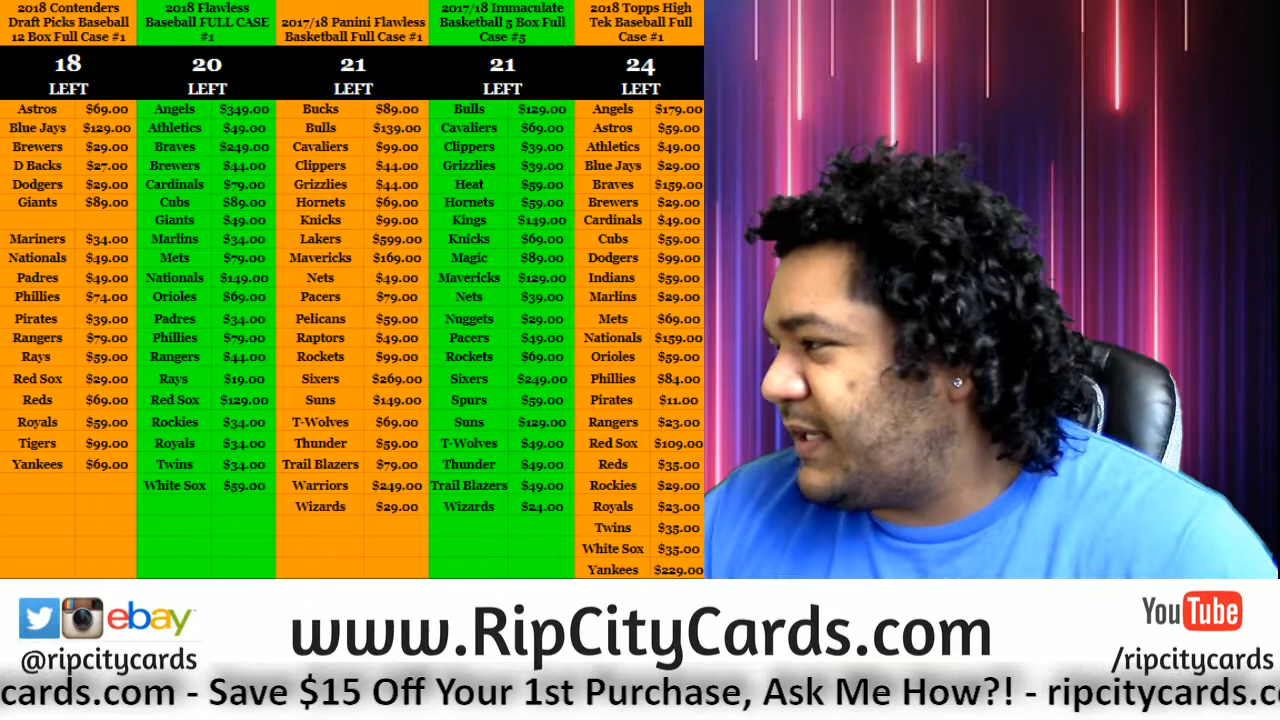 2018 Contenders
Draft Picks Baseball
12 Box Full Case #1
18
LEFT
Astros $69.00
Blue Jays $129.00
Brewers $29.00
D Backs $27.00
Dodgers $29.00
Giants $89.00
Mariners $34.00
Nationals $49.00
Padres $49.00
Phillies $74.00
Pirates $39.00
Rangers $79.00
Rays $59.00
Red Sox $29.00
Reds $69.00
Royals $59.00
Tigers $99.00
Yankees $69.00
2018 Flawless
Baseball FULL CASE
#1
20
LEFT
Angels $349.00
Athletics $49.00
Braves $249.00
Brewers $44.00
Cardinals $79.00
Cubs $89.00
Giants $49.00
Marlins $34.00
Mets $79.00
Nationals $149.00
Orioles $69.00
Padres $34.00
Phillies $79.00
Rangers $44.00
Rays $19.00
Red Sox $129.00
Rockies $34.00
Royals $34.00
Twins $34.00
White Sox $59.00
2017/18 Panini Flawless
Basketball Full Case #1
21
LEFT
Bucks $89.00
Bulls $139.00
Cavaliers $99.00
Clippers $44.00
Grizzlies $44.00
Hornets $69.00
Knicks $99.00
Lakers $599.00
Mavericks $169.00
Nets $49.00
Pacers $79.00
Pelicans $59.00
Raptors $49.00
Rockets $99.00
Sixers $269.00
Suns $149.00
T-Wolves $69.00
Thunder $59.00
Trail Blazers $79.00
Warriors $249.00
Wizards $29.00
2017/18 Immaculate
Basketball 5 Box Full
Case #5
21
LEFT
Bulls $129.00
Cavaliers $69.00
Clippers $39.00
Grizzlies $39.00
Heat $59.00
Hornets $59.00
Kings $149.00
Knicks $69.00
Magic $89.00
Mavericks $129.00
Nets $39.00
Nuggets $29.00
Pacers $49.00
Rockets $69.00
Sixers $249.00
Spurs $59.00
Suns $129.00
T-Wolves $49.00
Thunder $49.00
Trail Blazers $49.00
Wizards $24.00
2018 Topps High
Tek Baseball Full
Case #1
24
LEFT
Angels $179.00
Astros $59.00
Athletics $49.00
Blue Jays $29.00
Braves $159.00
Brewers $29.00
Cardinals $49.00
Cubs $59.00
Dodgers $99.00
Indians $59.00
Marlins $29.00
Mets $69.00
Nationals $159.00
Orioles $59.00
Phillies $84.00
Pirates $11.00
Rangers $23.00
Red Sox $109.00
Reds $35.00
Rockies $29.00
Royals $23.00
Twins $35.00
White Sox $35.00
Yankees $229.00
ebay
@ripcitycards
www.RipCityCards.com
YouTube
/ripcitycards
cards.com - Save $15 Off Your 1st Purchase, Ask Me How?! - ripcitycards.c